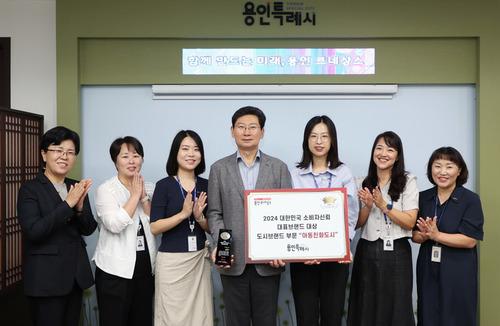 용인특례시
함께 만드는 미래, 용인 르네상스
2024 대한민국 소비자신뢰
대표브랜드 대상
도시브랜드 부문 "아동친화도시"
용인특례시